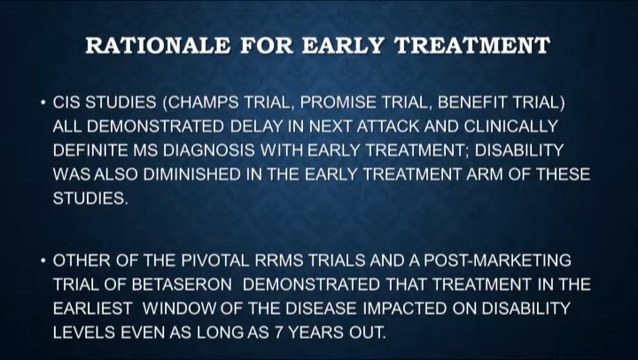 RATIONALE FOR EARLY TREATMENT
• CIS STUDIES (CHAMPS TRIAL, PROMISE TRIAL, BENEFIT TRIAL)
ALL DEMONSTRATED DELAY IN NEXT ATTACK AND CLINICALLY
DEFINITE MS DIAGNOSIS WITH EARLY TREATMENT; DISABILITY
WAS ALSO DIMINISHED IN THE EARLY TREATMENT ARM OF THESE
STUDIES.
• OTHER OF THE PIVOTAL RRMS TRIALS AND A POST-MARKETING
TRIAL OF BETASERON DEMONSTRATED THAT TREATMENT IN THE
EARLIEST WINDOW OF THE DISEASE IMPACTED ON DISABILITY
LEVELS EVEN AS LONG AS 7 YEARS OUT.